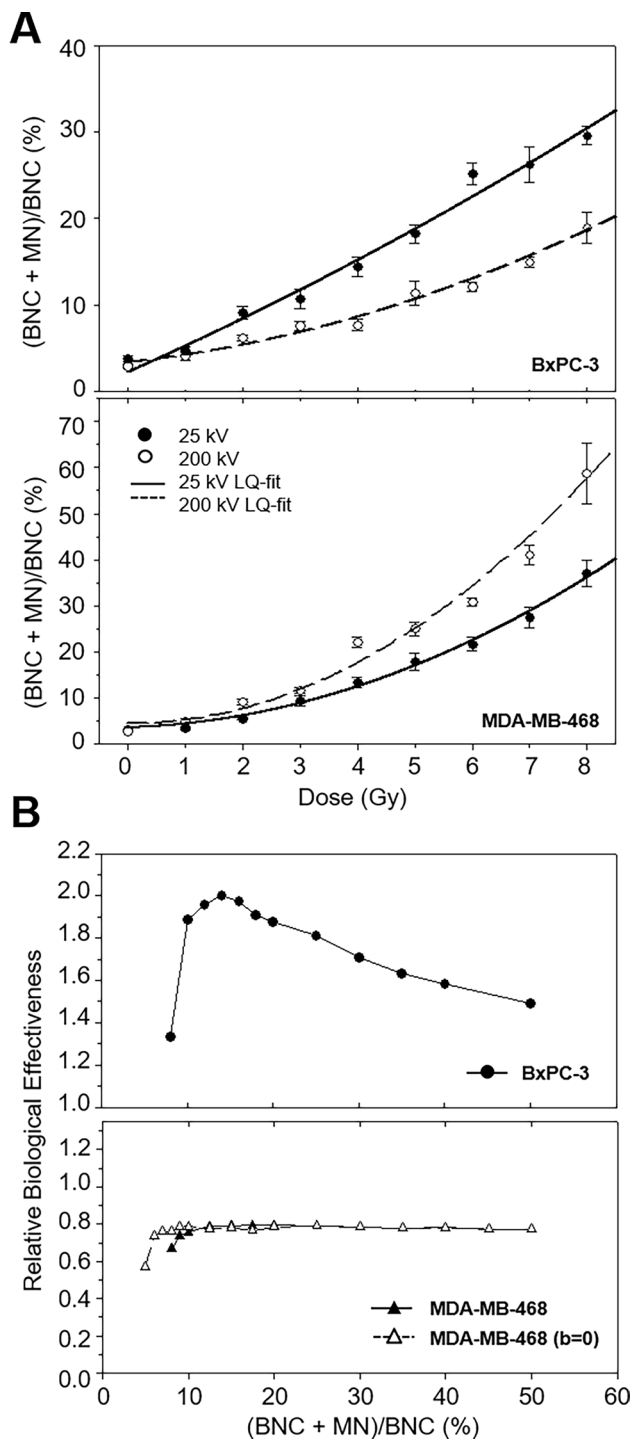 A
(BNC + MN)/BNC (%)
40
30
20
10
0
BxPC-3
(BNC + MN)/BNC (%)
70
60
50
40
30
20
10
0
25 kV
200 kV
25 kV LQ-fit
200 kV LQ-fit
MDA-MB-468
0 1 2 3 4 5 6 7 8
Dose (Gy)
B
Relative Biological Effectiveness
2.2
2.0
1.8
1.6
1.4
1.2
1.0
BxPC-3
1.2
1.0
0.8
0.6
0.4
0.2
0.0
MDA-MB-468
MDA-MB-468 (b=0)
0 10 20 30 40 50 60
(BNC + MN)/BNC (%)